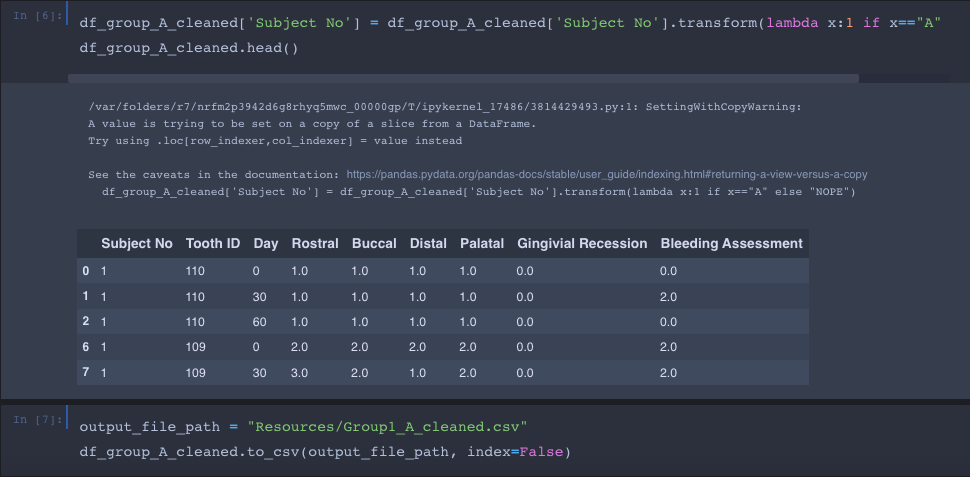 In [6]:
df_group_A_cleaned['Subject No'] = df_group_A_cleaned['Subject No'].transform(lambda x:1 if x=="A"
df_group_A_cleaned.head()
/var/folders/r7/nrfm2p3942d6g8rhyq5mwc_00000gp/T/ipykernel_17486/3814429493.py:1: SettingWithCopyWarning:
A value is trying to be set on a copy of a slice from a DataFrame.
Try using .loc[row_indexer,col_indexer] = value instead
See the caveats in the documentation: https://pandas.pydata.org/pandas-docs/stable/user_guide/indexing.html#returning-a-view-versus-a-copy
df_group_A_cleaned['Subject No'] = df_group_A_cleaned['Subject No'].transform(lambda x:1 if x=="A" else "NOPE")
Subject No Tooth ID Day Rostral Buccal Distal Palatal Gingivial Recession Bleeding Assessment
0 1 110 0 1.0 1.0 1.0 1.0 0.0 0.0
1 1 110 30 1.0 1.0 1.0 1.0 0.0 2.0
2 1 110 60 1.0 1.0 1.0 1.0 0.0 0.0
6 1 109 0 2.0 2.0 2.0 2.0 0.0 2.0
7 1 109 30 3.0 2.0 1.0 2.0 0.0 2.0
In [7]:
output_file_path = "Resources/Group1_A_cleaned.csv"
df_group_A_cleaned.to_csv(output_file_path, index=False)